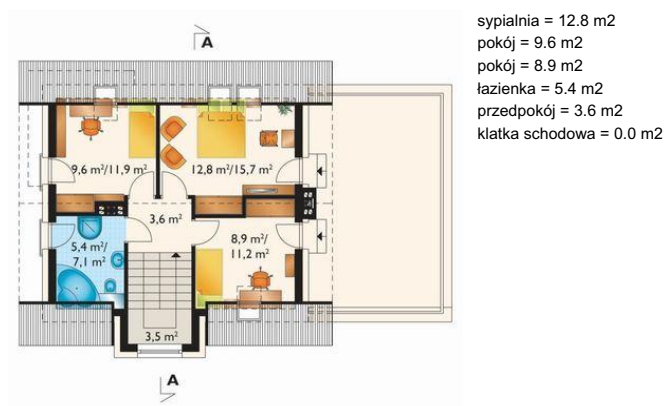 A
sypialnia = 12.8 m2
pokój = 9.6 m2
pokój = 8.9 m2
łazienka = 5.4 m2
przedpokój = 3.6 m2
klatka schodowa = 0.0 m2
9,6 m²/11,9 m²
12,8 m²/15,7 m²
3,6 m²
5,4 m²/
7,1 m²
8,9 m²/
11,2 m²
3,5 m²
A